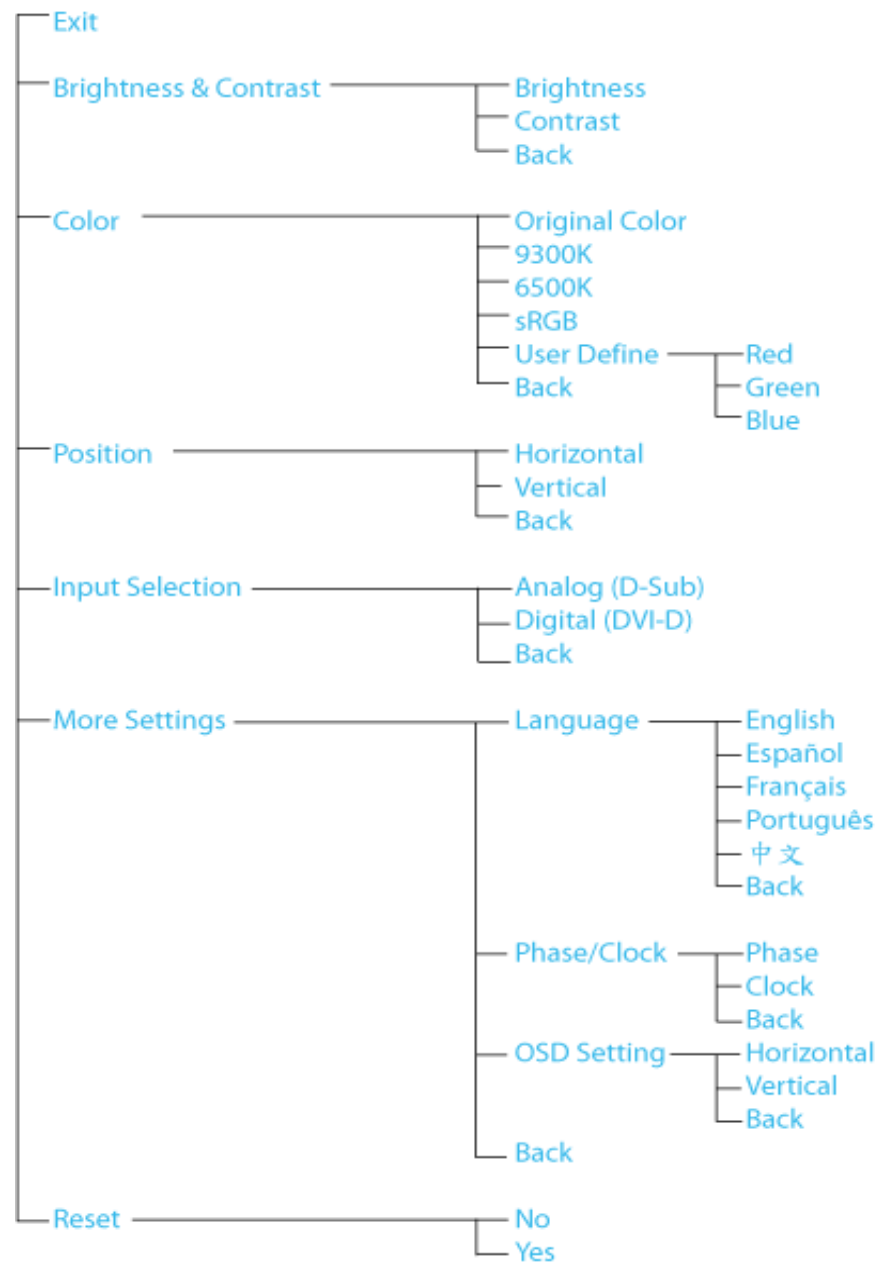 Exit
Brightness & Contrast Brightness
Contrast
Back
Color Original Color
9300K
6500K
sRGB
User Define Red
Back Green
Blue
Position Horizontal
Vertical
Back
Input Selection Analog (D-Sub)
Digital (DVI-D)
Back
More Settings Language English
Español
Français
Português
中文
Back
Phase/Clock Phase
Clock
Back
OSD Setting Horizontal
Vertical
Back
Back
Reset No
Yes